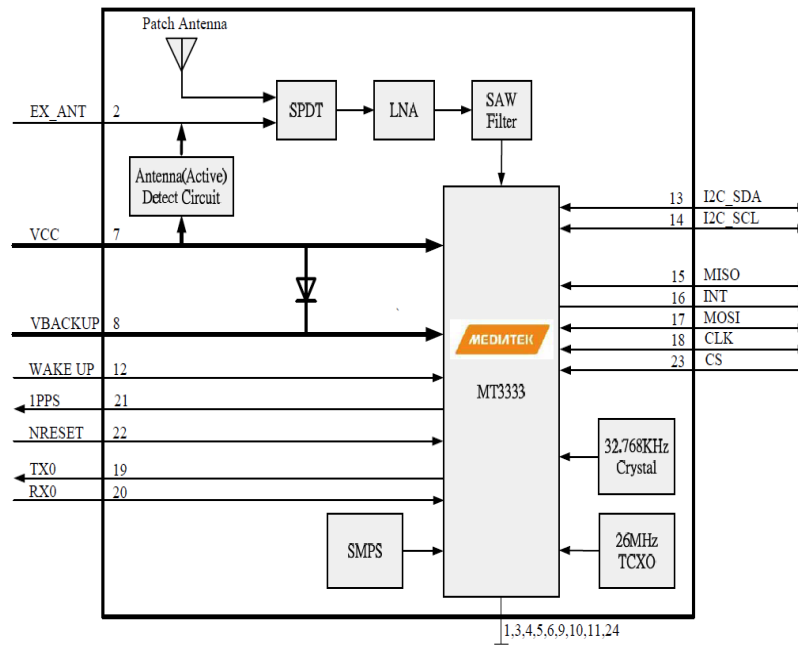 Patch Antenna
EX_ANT 2
SPDT
LNA
SAW
Filter
Antenna(Active)
Detect Circuit
VCC 7
VBACKUP 8
WAKE UP 12
1PPS 21
NRESET 22
TX0 19
RX0 20
MEDIATEK
MT3333
13 I2C_SDA
14 I2C_SCL
15 MISO
16 INT
17 MOSI
18 CLK
23 CS
32.768KHz
Crystal
SMPS
26MHz
TCXO
1,3,4,5,6,9,10,11,24